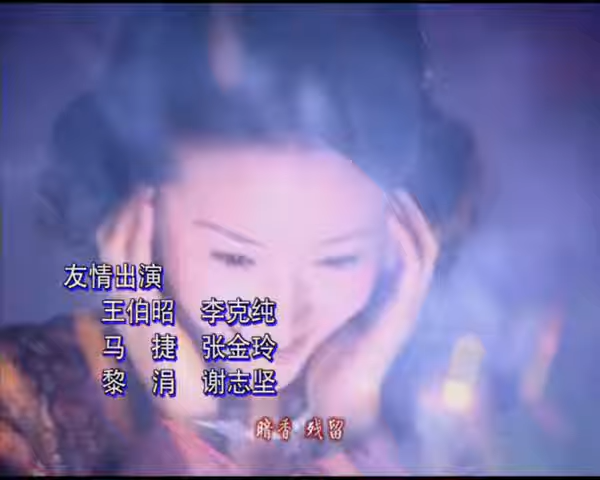 友情出演
王伯昭 李克纯
马 捷 张金玲
黎 涓 谢志坚
暗香 残留